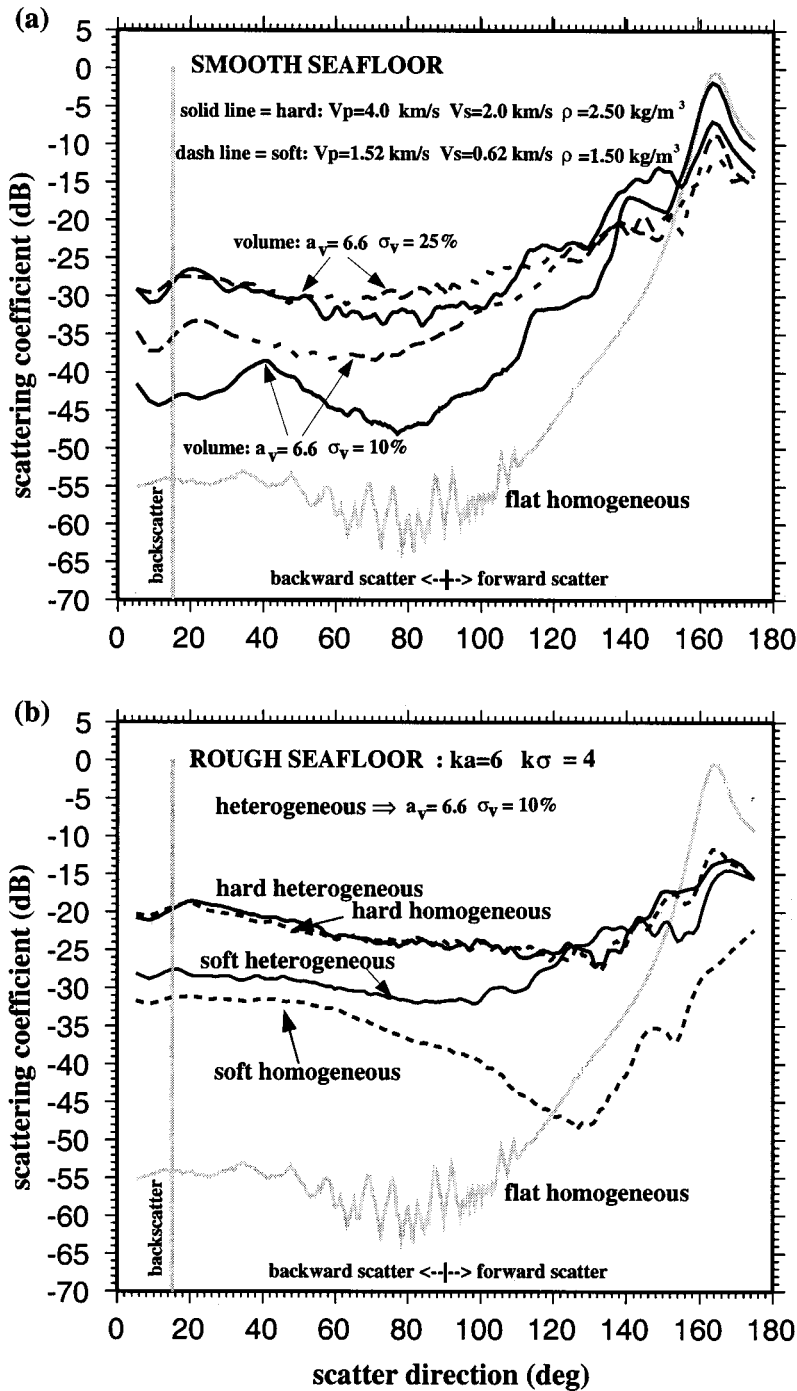 (a)
5
0
-5
-10
-15
-20
-25
-30
-35
-40
-45
-50
-55
-60
-65
-70
scattering coefficient (dB)
SMOOTH SEAFLOOR
solid line = hard: Vp=4.0 km/s Vs=2.0 km/s ρ =2.50 kg/m³
dash line = soft: Vp=1.52 km/s Vs=0.62 km/s ρ =1.50 kg/m³
volume: a_v= 6.6 σ_v = 25%
volume: a_v= 6.6 σ_v = 10%
flat homogeneous
backscatter
backward scatter <--|--> forward scatter
0 20 40 60 80 100 120 140 160 180
(b)
5
0
-5
-10
-15
-20
-25
-30
-35
-40
-45
-50
-55
-60
-65
-70
scattering coefficient (dB)
ROUGH SEAFLOOR : ka=6 kσ = 4
heterogeneous ⇒ a_v= 6.6 σ_v = 10%
hard heterogeneous
hard homogeneous
soft heterogeneous
soft homogeneous
flat homogeneous
backscatter
backward scatter <--|--> forward scatter
0 20 40 60 80 100 120 140 160 180
scatter direction (deg)